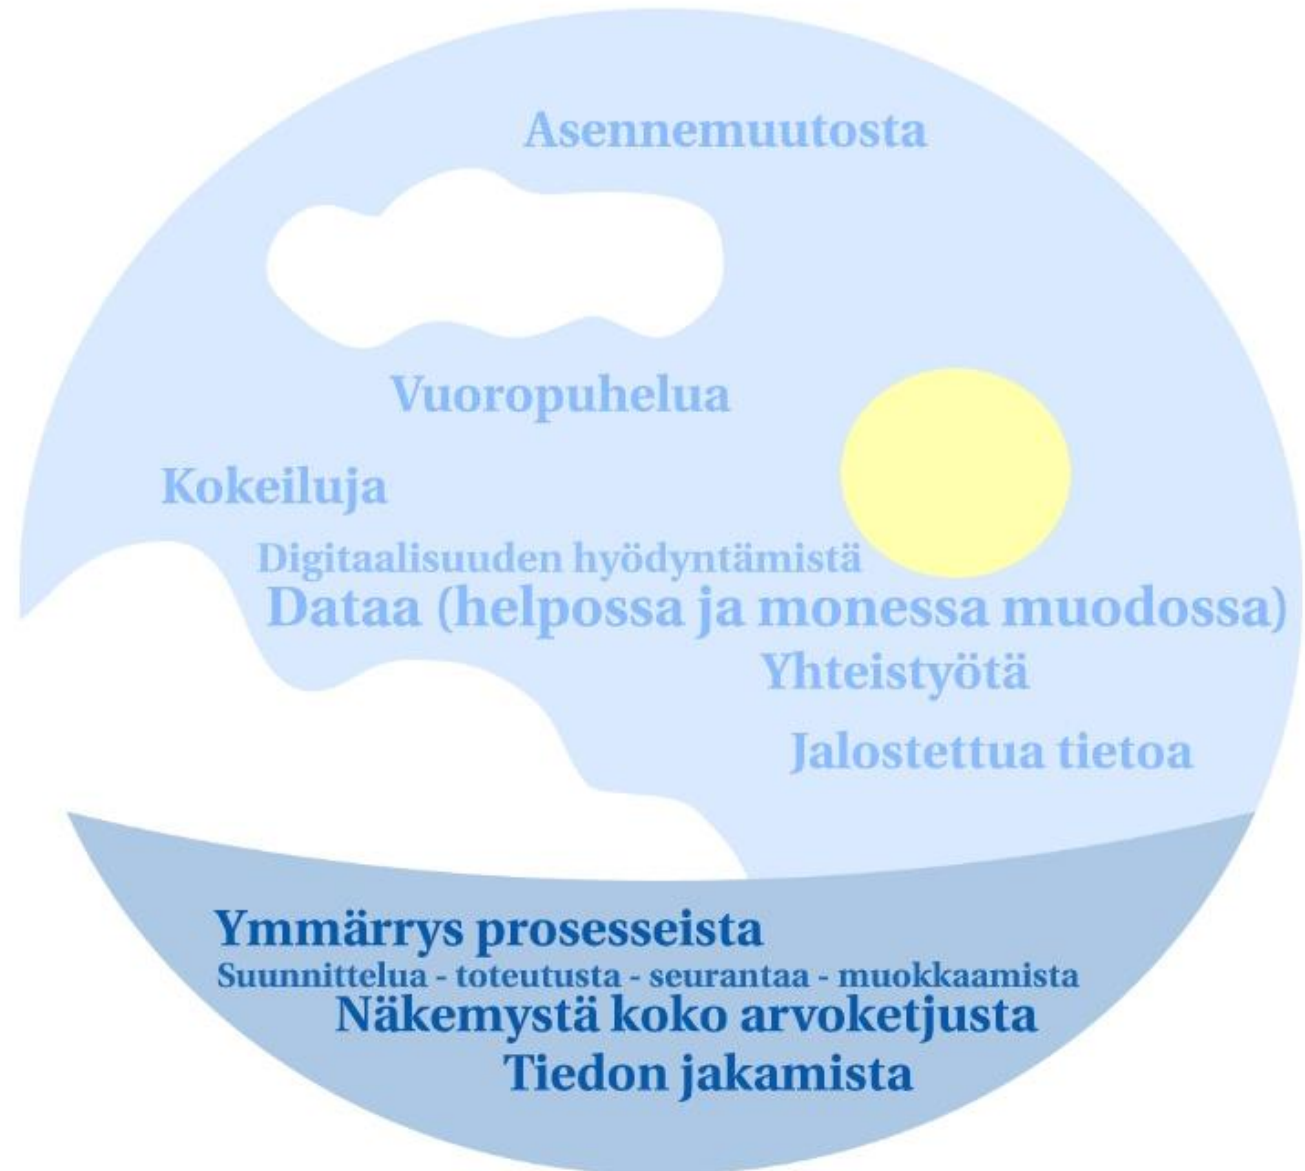 Asennemuutosta
Vuoropuhelua
Kokeiluja
Digitaalisuuden hyödyntämistä
Dataa (helpossa ja monessa muodossa)
Yhteistyötä
Jalostettua tietoa
Ymmärrys prosesseista
Suunnittelua - toteutusta - seurantaa - muokkaamista
Näkemystä koko arvoketjusta
Tiedon jakamista